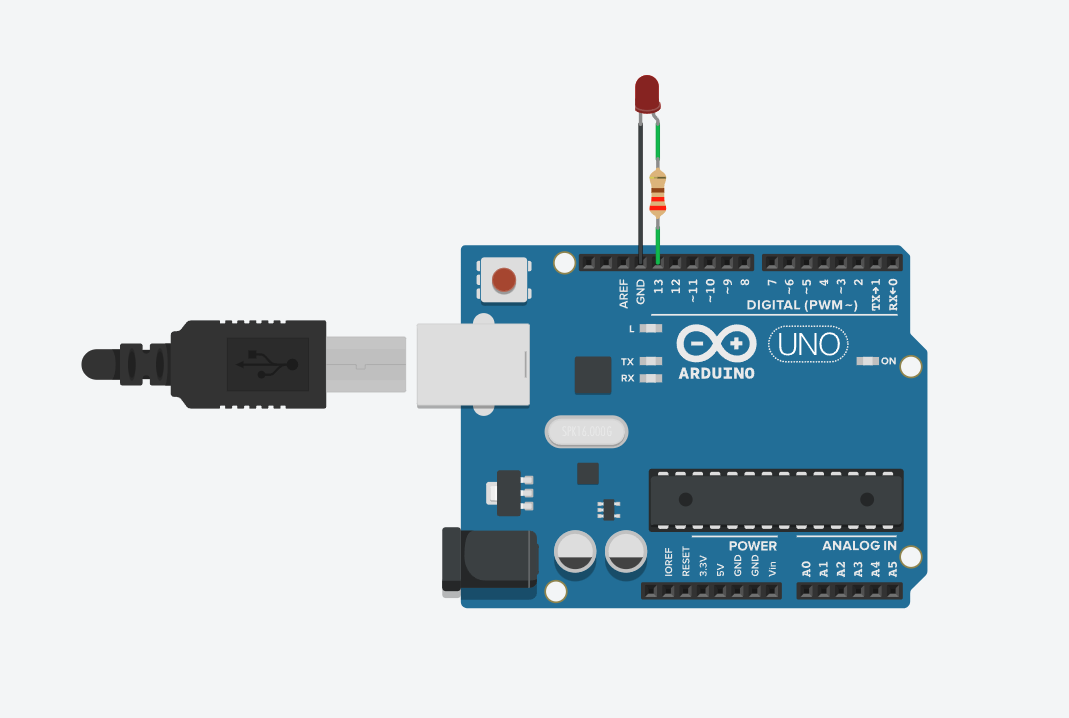 AREF
GND
13
12
~11
~10
~9
8
7
~6
~5
4
~3
2
TX→1
RX←0
DIGITAL (PWM~)
L
TX
RX
ARDUINO
UNO
ON
POWER
ANALOG IN
IOREF
RESET
3.3V
5V
GND
GND
Vin
A0
A1
A2
A3
A4
A5